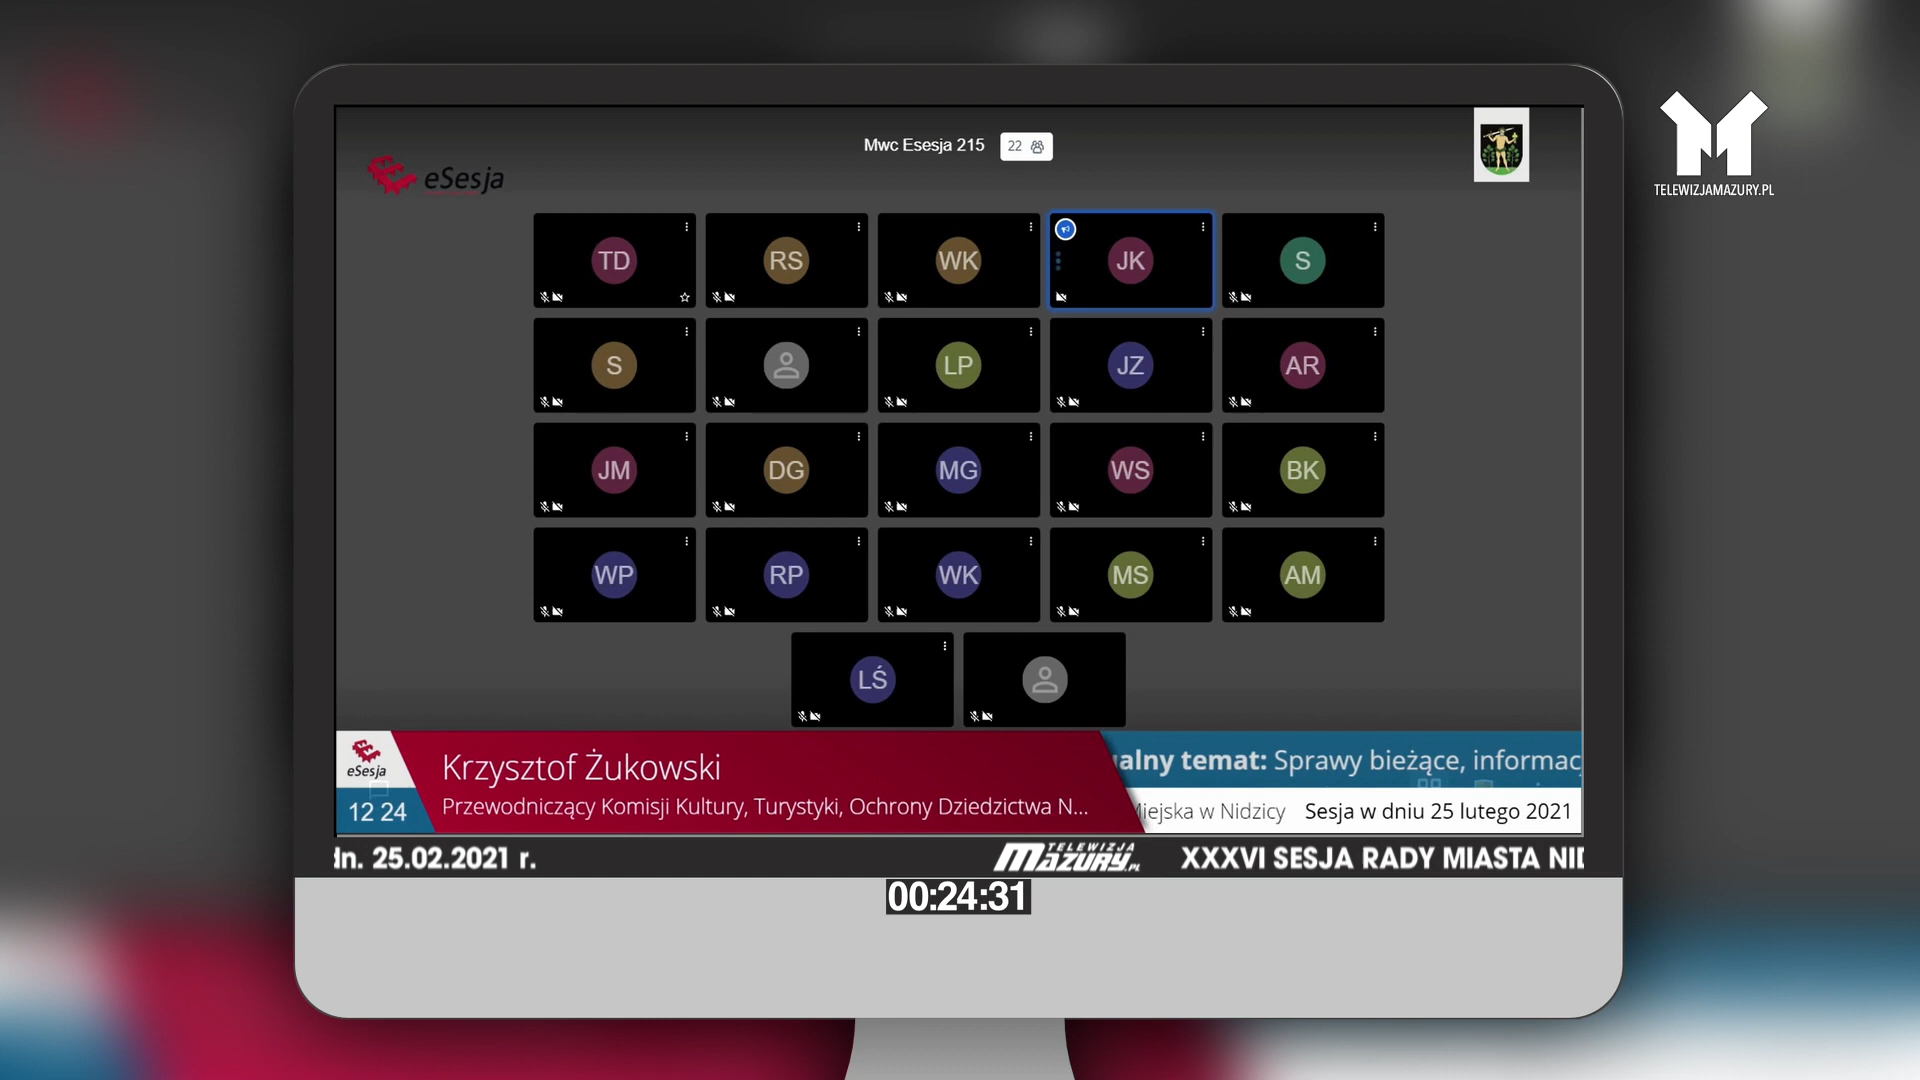 Mwc Esesja 215 22
eSesja
TELEWIZJAMAZURY.PL
TD RS WK JK S
S LP JZ AR
JM DG MG WS BK
WP RP WK MS AM
LŚ
eSesja
12 24
Krzysztof Żukowski
Przewodniczący Komisji Kultury, Turystyki, Ochrony Dziedzictwa N...
alny temat: Sprawy bieżące, informac
Miejska w Nidzicy Sesja w dniu 25 lutego 2021
dn. 25.02.2021 r. TELEWIZJA MAZURY.PL XXXVI SESJA RADY MIASTA NI
00:24:31